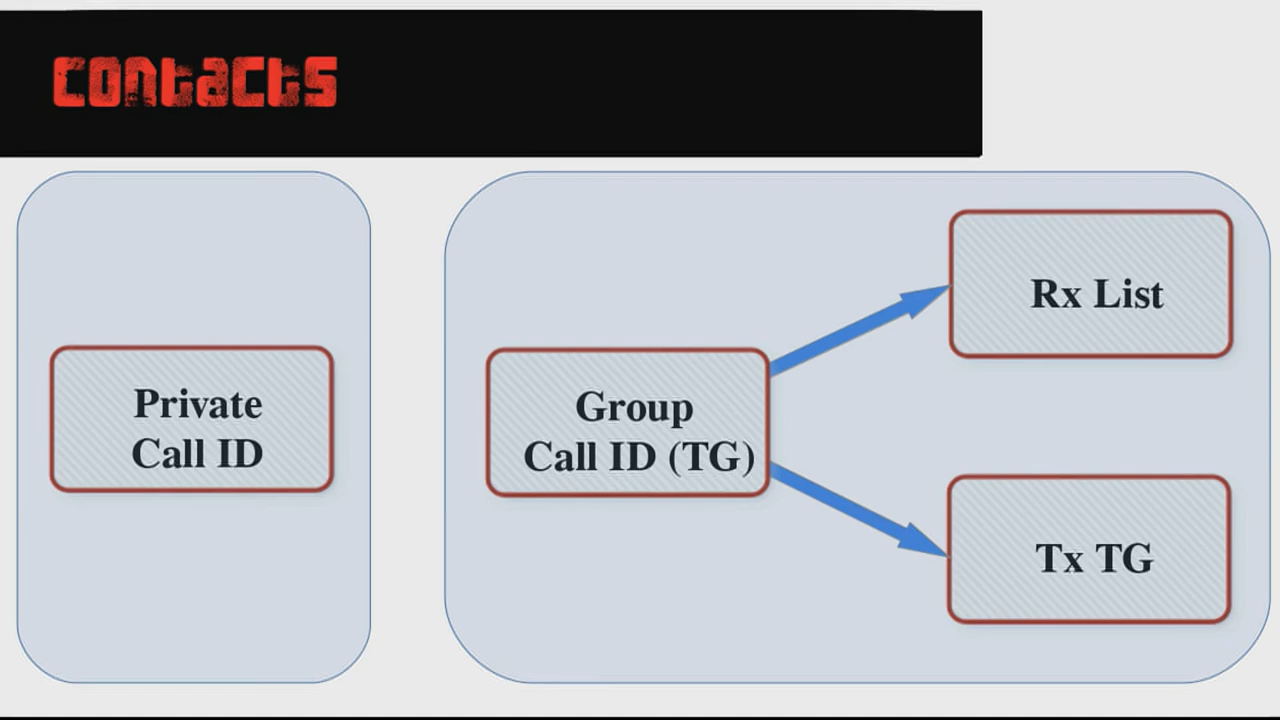 Contacts
Private
Call ID
Group
Call ID (TG)
Rx List
Tx TG